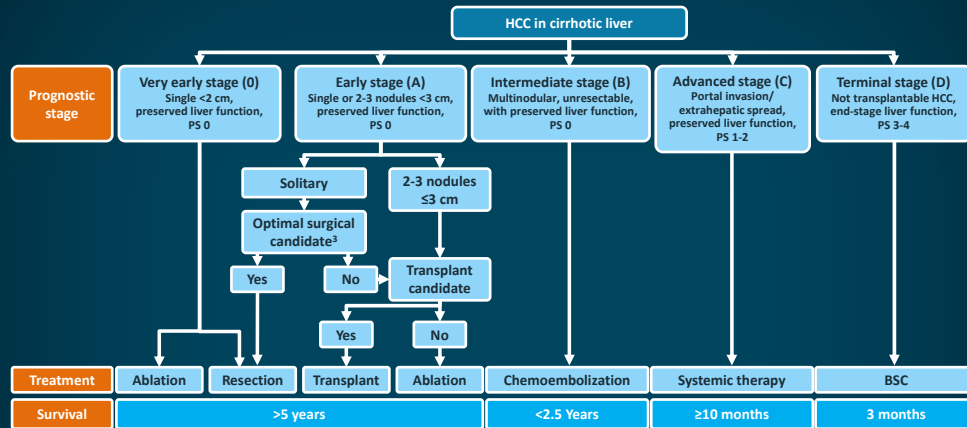 HCC in cirrhotic liver
Prognostic
stage
Very early stage (0)
Single <2 cm,
preserved liver function,
PS 0
Early stage (A)
Single or 2-3 nodules <3 cm,
preserved liver function,
PS 0
Intermediate stage (B)
Multinodular, unresectable,
with preserved liver function,
PS 0
Advanced stage (C)
Portal invasion/
extrahepatic spread,
preserved liver function,
PS 1-2
Terminal stage (D)
Not transplantable HCC,
end-stage liver function,
PS 3-4
Solitary
2-3 nodules
≤3 cm
Optimal surgical
candidate³
Yes
No
Transplant
candidate
Yes
No
Treatment
Ablation
Resection
Transplant
Ablation
Chemoembolization
Systemic therapy
BSC
Survival
>5 years
<2.5 Years
≥10 months
3 months